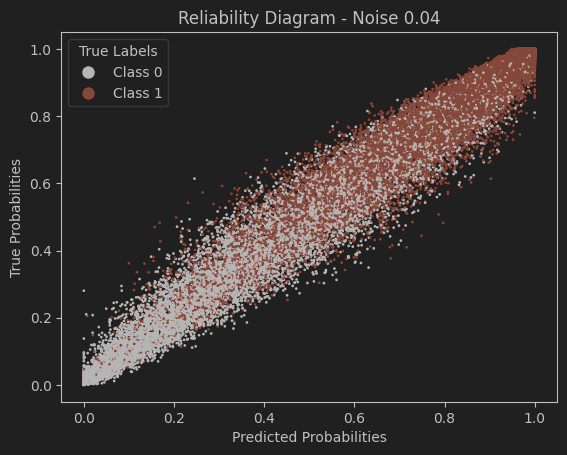 Reliability Diagram - Noise 0.04
True Labels
Class 0
Class 1
1.0
0.8
0.6
0.4
0.2
0.0
True Probabilities
0.0 0.2 0.4 0.6 0.8 1.0
Predicted Probabilities